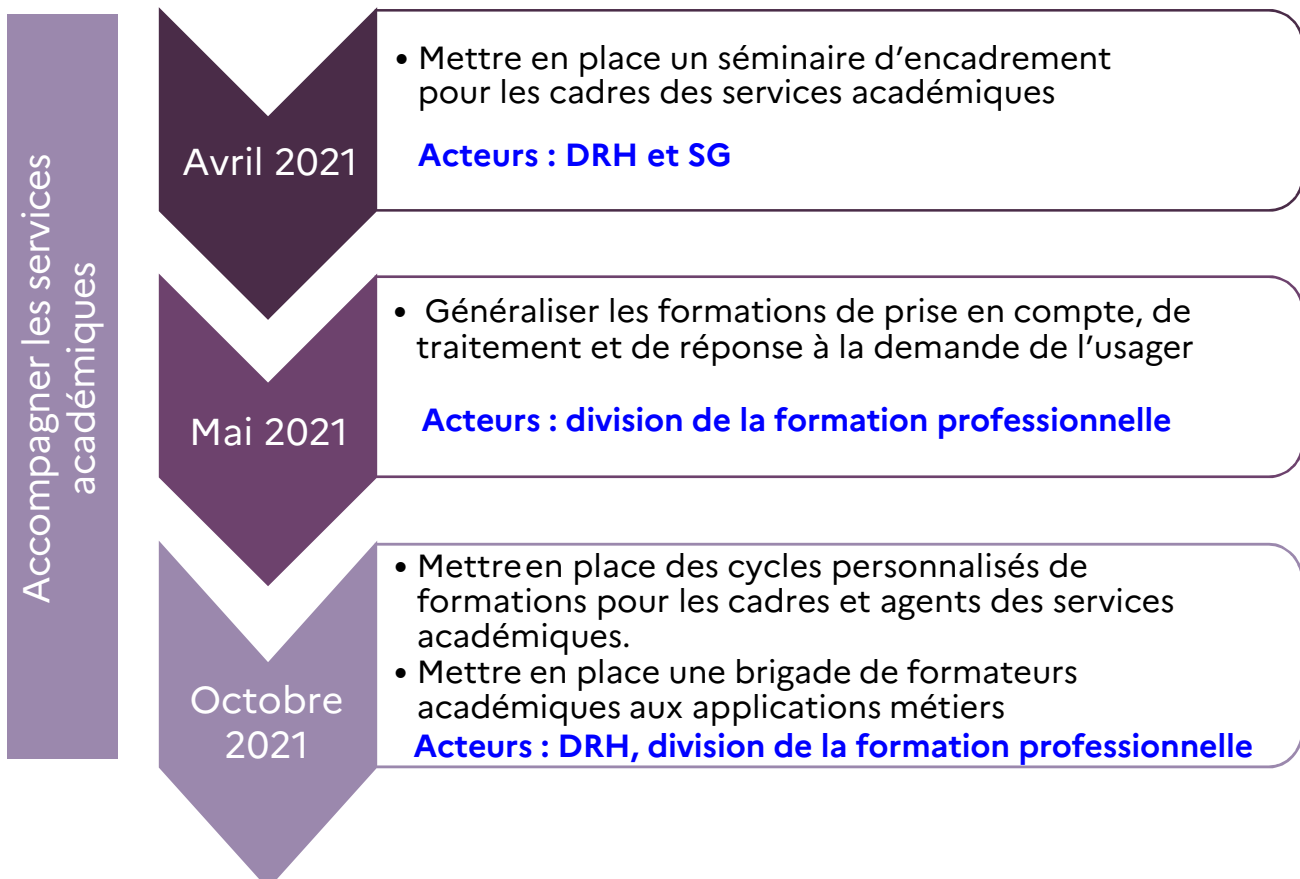 Accompagner les services
académiques
Avril 2021
• Mettre en place un séminaire d’encadrement
pour les cadres des services académiques
Acteurs : DRH et SG
Mai 2021
• Généraliser les formations de prise en compte, de
traitement et de réponse à la demande de l’usager
Acteurs : division de la formation professionnelle
Octobre
2021
• Mettre en place des cycles personnalisés de
formations pour les cadres et agents des services
académiques.
• Mettre en place une brigade de formateurs
académiques aux applications métiers
Acteurs : DRH, division de la formation professionnelle